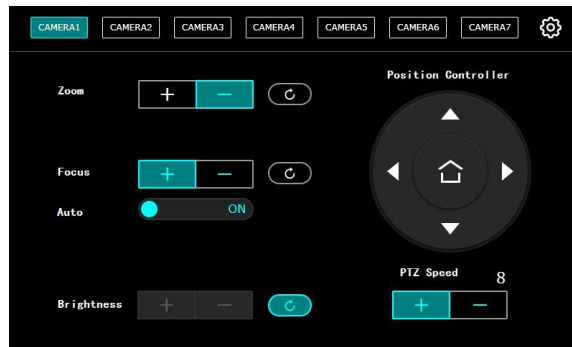 CAMERA1 CAMERA2 CAMERA3 CAMERA4 CAMERA5 CAMERA6 CAMERA7
Position Controller
Zoom + −
Focus + −
Auto ON
PTZ Speed 8
Brightness + − + −